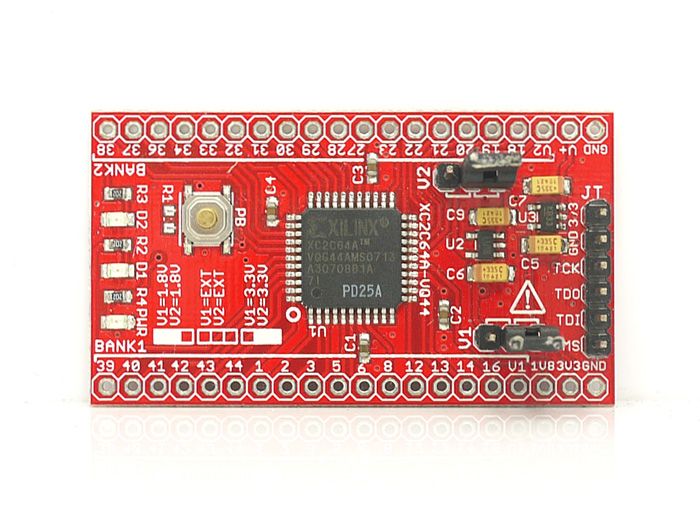 38 37 36 34 33 32 31 30 29 28 27 23 22 21 20 19 18 V2 V+ GND
BANK2
R3
D2
R2
D1
R4
PWR
R1
PB
C4
C3
V2
C7
C9
U3
U2
C6
C5
JT
3V3
GND
TCK
TDO
TDI
TMS
XILINX®
XC2C64A™
VQG44AMS0713
A3070881A
7I
PD25A
XC2C64A-VQ44
V1=1.8V
V2=1.8V
V1=EXT
V2=EXT
V1=3.3V
V2=3.3V
U1
C1
C2
V1
BANK1
39 40 41 42 43 44 1 2 3 5 6 8 12 13 14 16 V1 1V8 3V3 GND